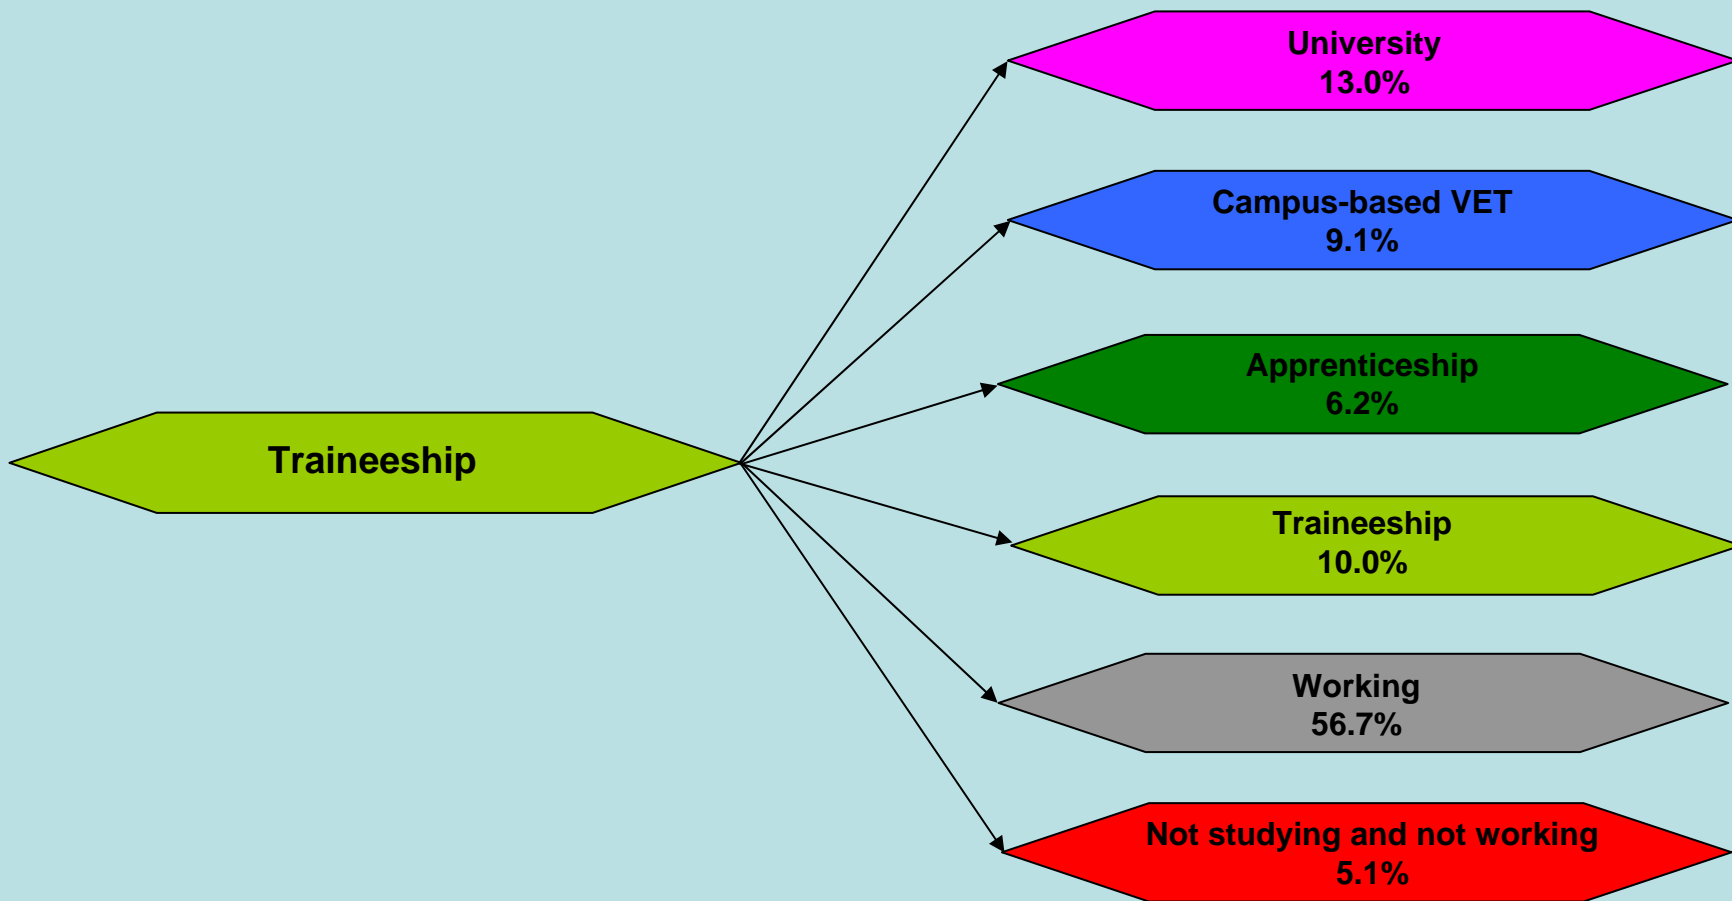 University
13.0%
Campus-based VET
9.1%
Apprenticeship
6.2%
Traineeship
Traineeship
10.0%
Working
56.7%
Not studying and not working
5.1%